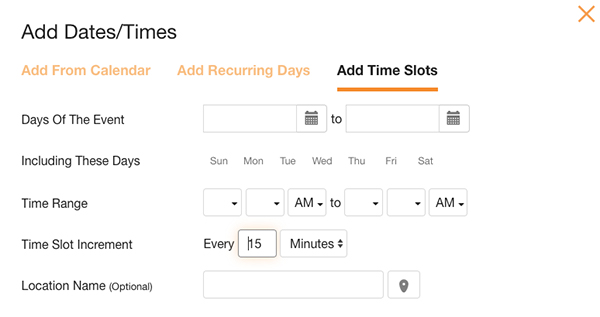 Add Dates/Times
Add From Calendar Add Recurring Days Add Time Slots
Days Of The Event to
Including These Days Sun Mon Tue Wed Thu Fri Sat
Time Range AM to AM
Time Slot Increment Every 15 Minutes
Location Name (Optional)